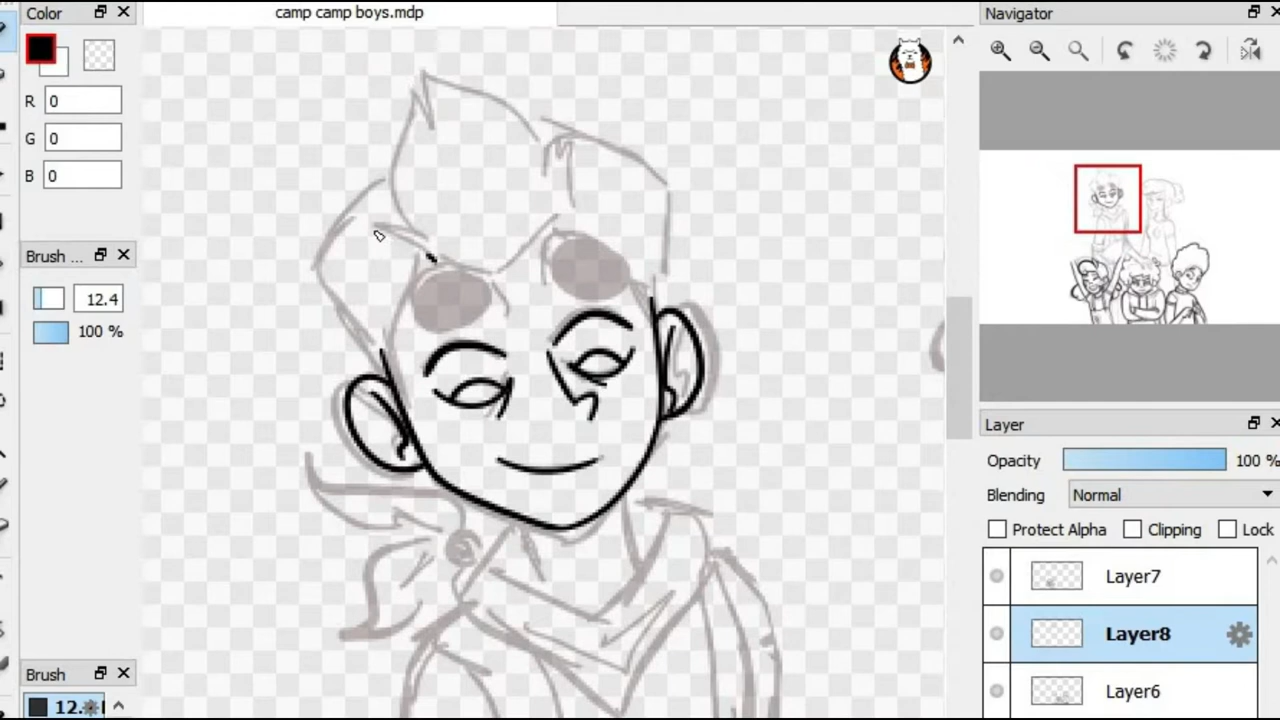 Color
camp camp boys.mdp
Navigator
R 0
G 0
B 0
Brush ...
12.4
100 %
Layer
Opacity 100 %
Blending Normal
Protect Alpha Clipping Lock
Layer7
Layer8
Layer6
Brush
12.